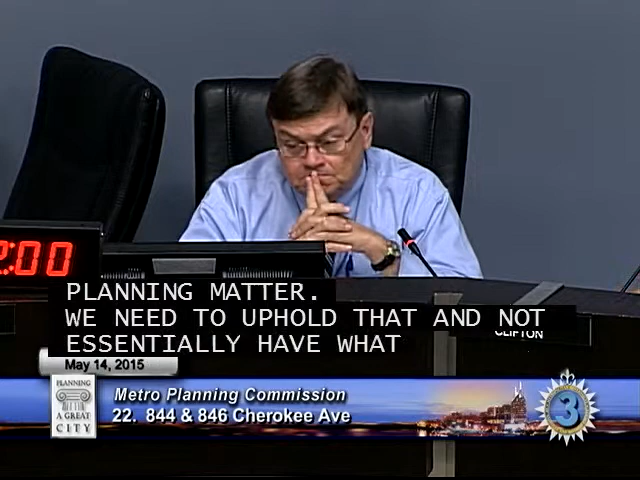 2:00
PLANNING MATTER.
WE NEED TO UPHOLD THAT AND NOT
ESSENTIALLY HAVE WHAT
CLIFTON
May 14, 2015
PLANNING
A GREAT
CITY
Metro Planning Commission
22. 844 & 846 Cherokee Ave
3